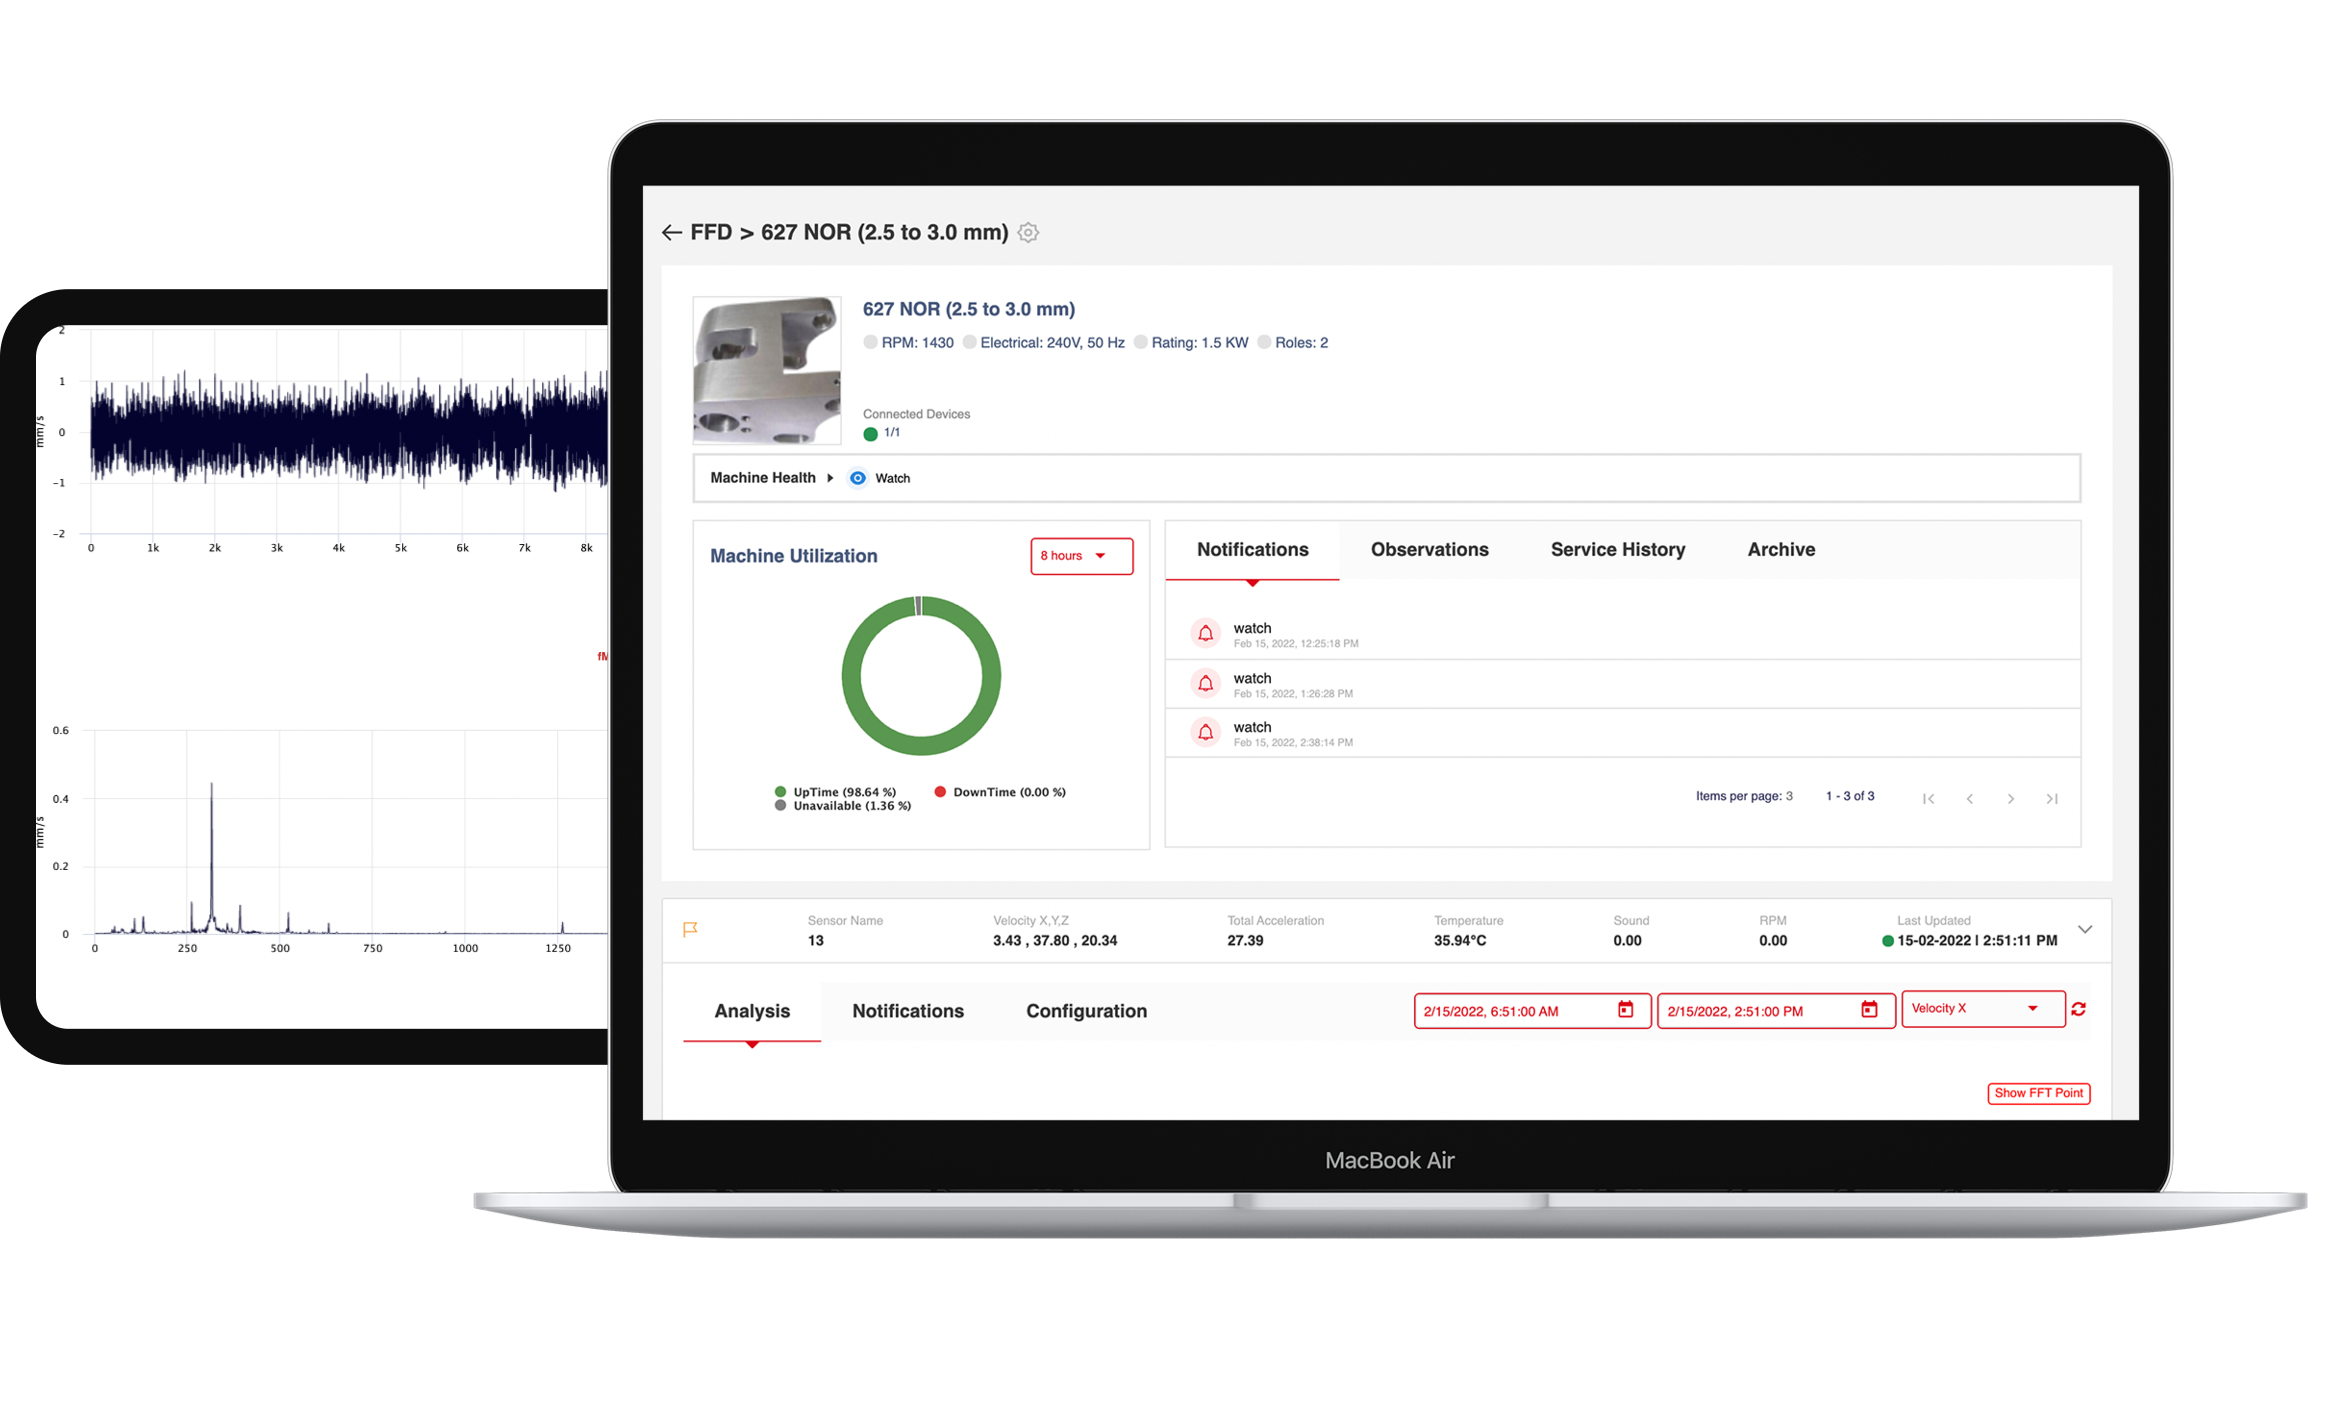 2
1
0
-1
-2
mm/s
0 1k 2k 3k 4k 5k 6k 7k 8k
0.6
0.4
0.2
0
mm/s
0 250 500 750 1000 1250
FFD > 627 NOR (2.5 to 3.0 mm)
627 NOR (2.5 to 3.0 mm)
RPM: 1430 Electrical: 240V, 50 Hz Rating: 1.5 KW Roles: 2
Connected Devices
1/1
Machine Health Watch
Machine Utilization
8 hours
UpTime (98.64 %) DownTime (0.00 %)
Unavailable (1.36 %)
Notifications Observations Service History Archive
watch
Feb 15, 2022, 12:25:18 PM
watch
Feb 15, 2022, 1:26:28 PM
watch
Feb 15, 2022, 2:38:14 PM
Items per page: 3 1 - 3 of 3
Sensor Name Velocity X,Y,Z Total Acceleration Temperature Sound RPM Last Updated
13 3.43 , 37.80 , 20.34 27.39 35.94°C 0.00 0.00 15-02-2022 | 2:51:11 PM
Analysis Notifications Configuration
2/15/2022, 6:51:00 AM 2/15/2022, 2:51:00 PM Velocity X
Show FFT Point
MacBook Air